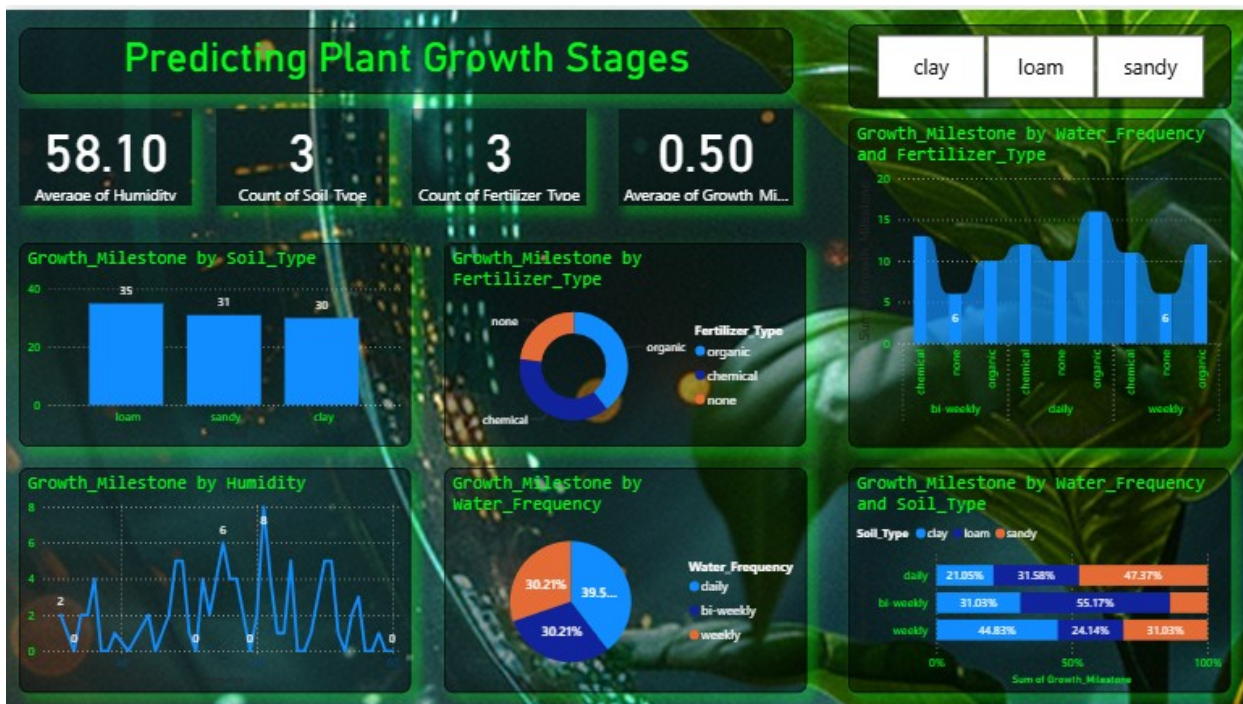 Predicting Plant Growth Stages
clay
loam
sandy
58.10
Average of Humidity
3
Count of Soil_Type
3
Count of Fertilizer_Type
0.50
Average of Growth_Mi...
Growth_Milestone by Soil_Type
40
20
0
35
31
30
loam
sandy
clay
Growth_Milestone by
Fertilizer_Type
none
organic
chemical
Fertilizer_Type
organic
chemical
none
Growth_Milestone by Water_Frequency
and Fertilizer_Type
20
15
10
5
0
6
6
chemical
none
organic
chemical
none
organic
chemical
none
organic
bi-weekly
daily
weekly
Growth_Milestone by Humidity
8
6
4
2
0
2
0
6
0
0
8
0
Growth_Milestone by
Water_Frequency
30.21%
39.5...
30.21%
Water_Frequency
daily
bi-weekly
weekly
Growth_Milestone by Water_Frequency
and Soil_Type
Soil_Type clay loam sandy
daily 21.05% 31.58% 47.37%
bi-weekly 31.03% 55.17%
weekly 44.83% 24.14% 31.03%
0% 50% 100%
Sum of Growth_Milestone